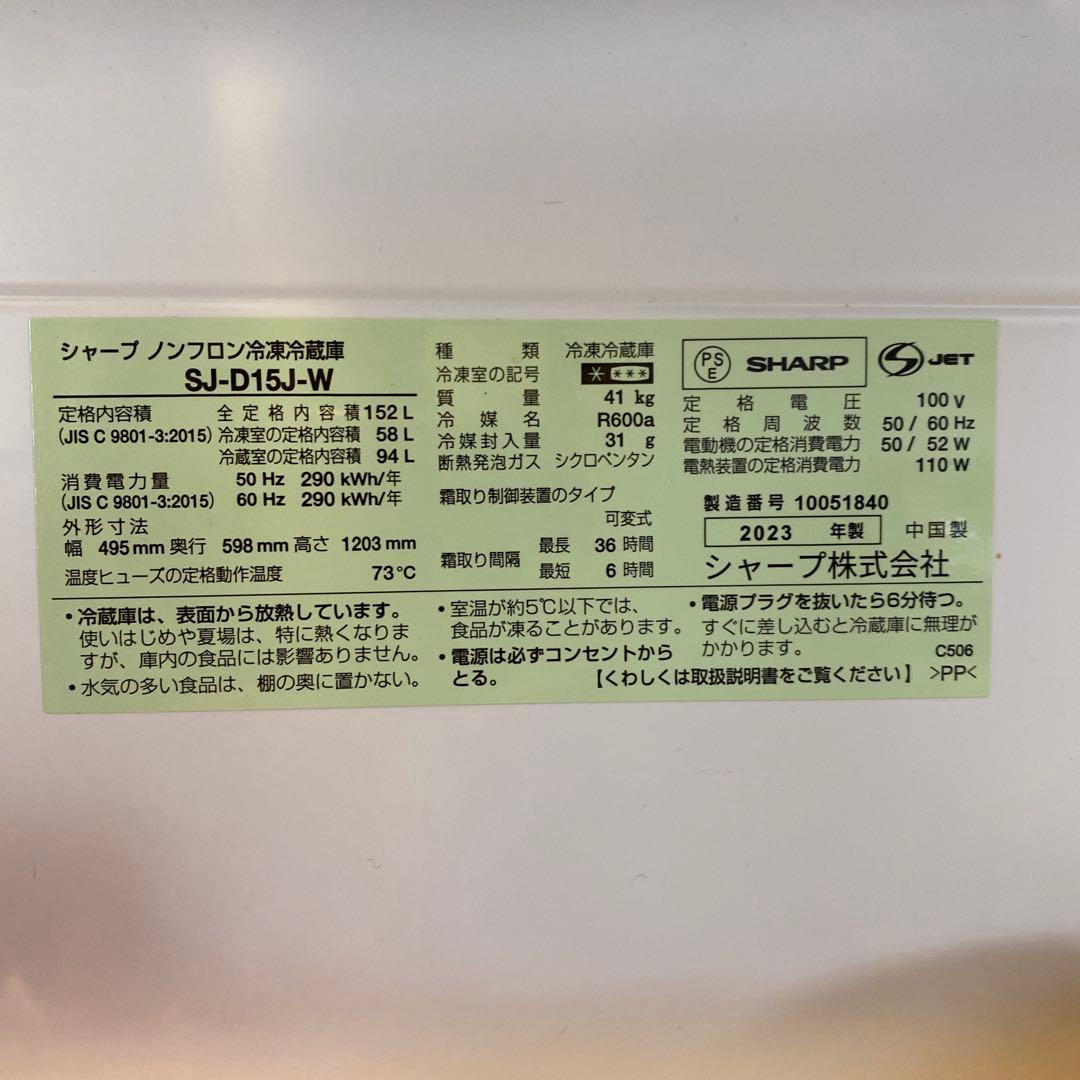 シャープ ノンフロン冷凍冷蔵庫
SJ-D15J-W
定格内容積 全定格内容積 152 L
(JIS C 9801-3:2015) 冷凍室の定格内容積 58 L
冷蔵室の定格内容積 94 L
消費電力量 50 Hz 290 kWh/年
(JIS C 9801-3:2015) 60 Hz 290 kWh/年
外形寸法
幅 495 mm 奥行 598 mm 高さ 1203 mm
温度ヒューズの定格動作温度 73℃
種類 冷凍冷蔵庫
冷凍室の記号 * ***
質量 41 kg
冷媒名 R600a
冷媒封入量 31 g
断熱発泡ガス シクロペンタン
霜取り制御装置のタイプ
可変式
霜取り間隔 最長 36 時間
最短 6 時間
PS
E
SHARP
S JET
定格電圧 100 V
定格周波数 50 / 60 Hz
電動機の定格消費電力 50 / 52 W
電熱装置の定格消費電力 110 W
製造番号 10051840
2023 年製 中国製
シャープ株式会社
・冷蔵庫は、表面から放熱しています。
使いはじめや夏場は、特に熱くなりま
すが、庫内の食品には影響ありません。
・水気の多い食品は、棚の奥に置かない。
・室温が約5℃以下では、
食品が凍ることがあります。
・電源は必ずコンセントから
とる。
・電源プラグを抜いたら6分待つ。
すぐに差し込むと冷蔵庫に無理が
かかります。 C506
【くわしくは取扱説明書をご覧ください】 >PP<